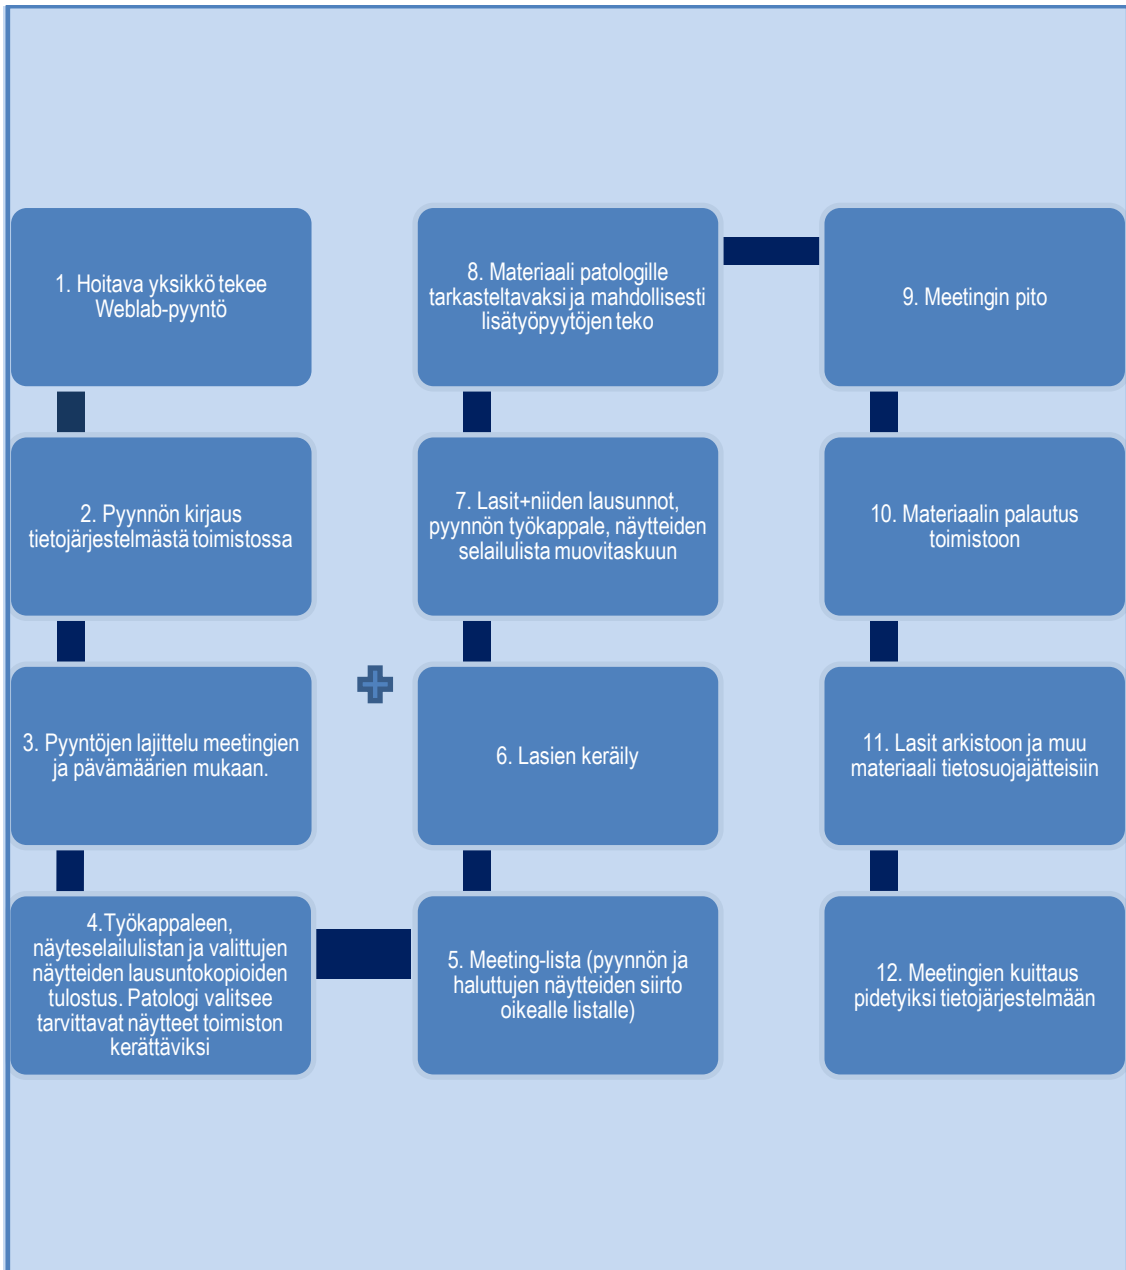 1. Hoitava yksikkö tekee
Weblab-pyyntö
2. Pyynnön kirjaus
tietojärjestelmästä toimistossa
3. Pyyntöjen lajittelu meetingien
ja pävämäärien mukaan.
4.Työkappaleen,
näyteselailulistan ja valittujen
näytteiden lausuntokopioiden
tulostus. Patologi valitsee
tarvittavat näytteet toimiston
kerättäviksi
5. Meeting-lista (pyynnön ja
haluttujen näytteiden siirto
oikealle listalle)
6. Lasien keräily
7. Lasit+niiden lausunnot,
pyynnön työkappale, näytteiden
selailulista muovitaskuun
8. Materiaali patologille
tarkasteltavaksi ja mahdollisesti
lisätyöpyytöjen teko
9. Meetingin pito
10. Materiaalin palautus
toimistoon
11. Lasit arkistoon ja muu
materiaali tietosuojajätteisiin
12. Meetingien kuittaus
pidetyiksi tietojärjestelmään